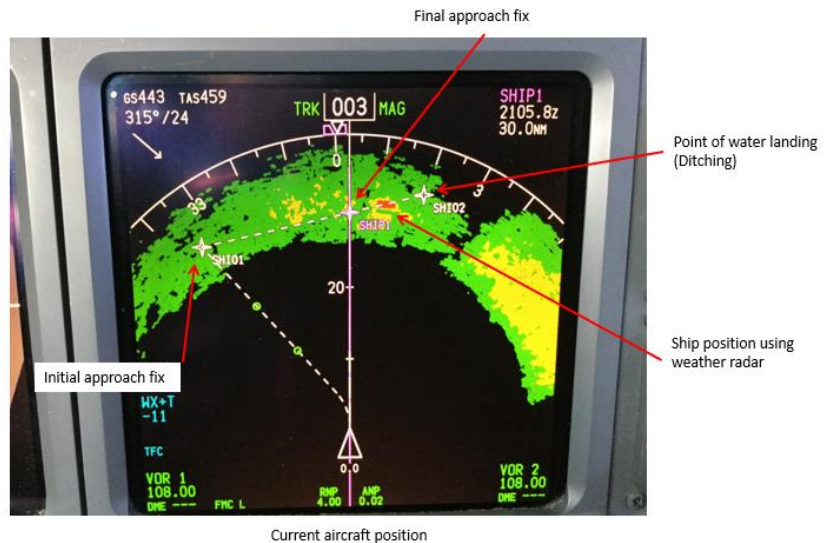 Final approach fix
GS443 TAS459
315°/24
TRK 003 MAG
SHIP1
2105.8Z
30.0NM
Point of water landing
(Ditching)
0
33
3
SHIO2
SHIP1
SHIO1
20
Ship position using
weather radar
Initial approach fix
WX+T
-11
TFC
0.0
VOR 1
108.00
DME ---
FMC L
RNP
4.00
ANP
0.02
VOR 2
108.00
DME ---
Current aircraft position